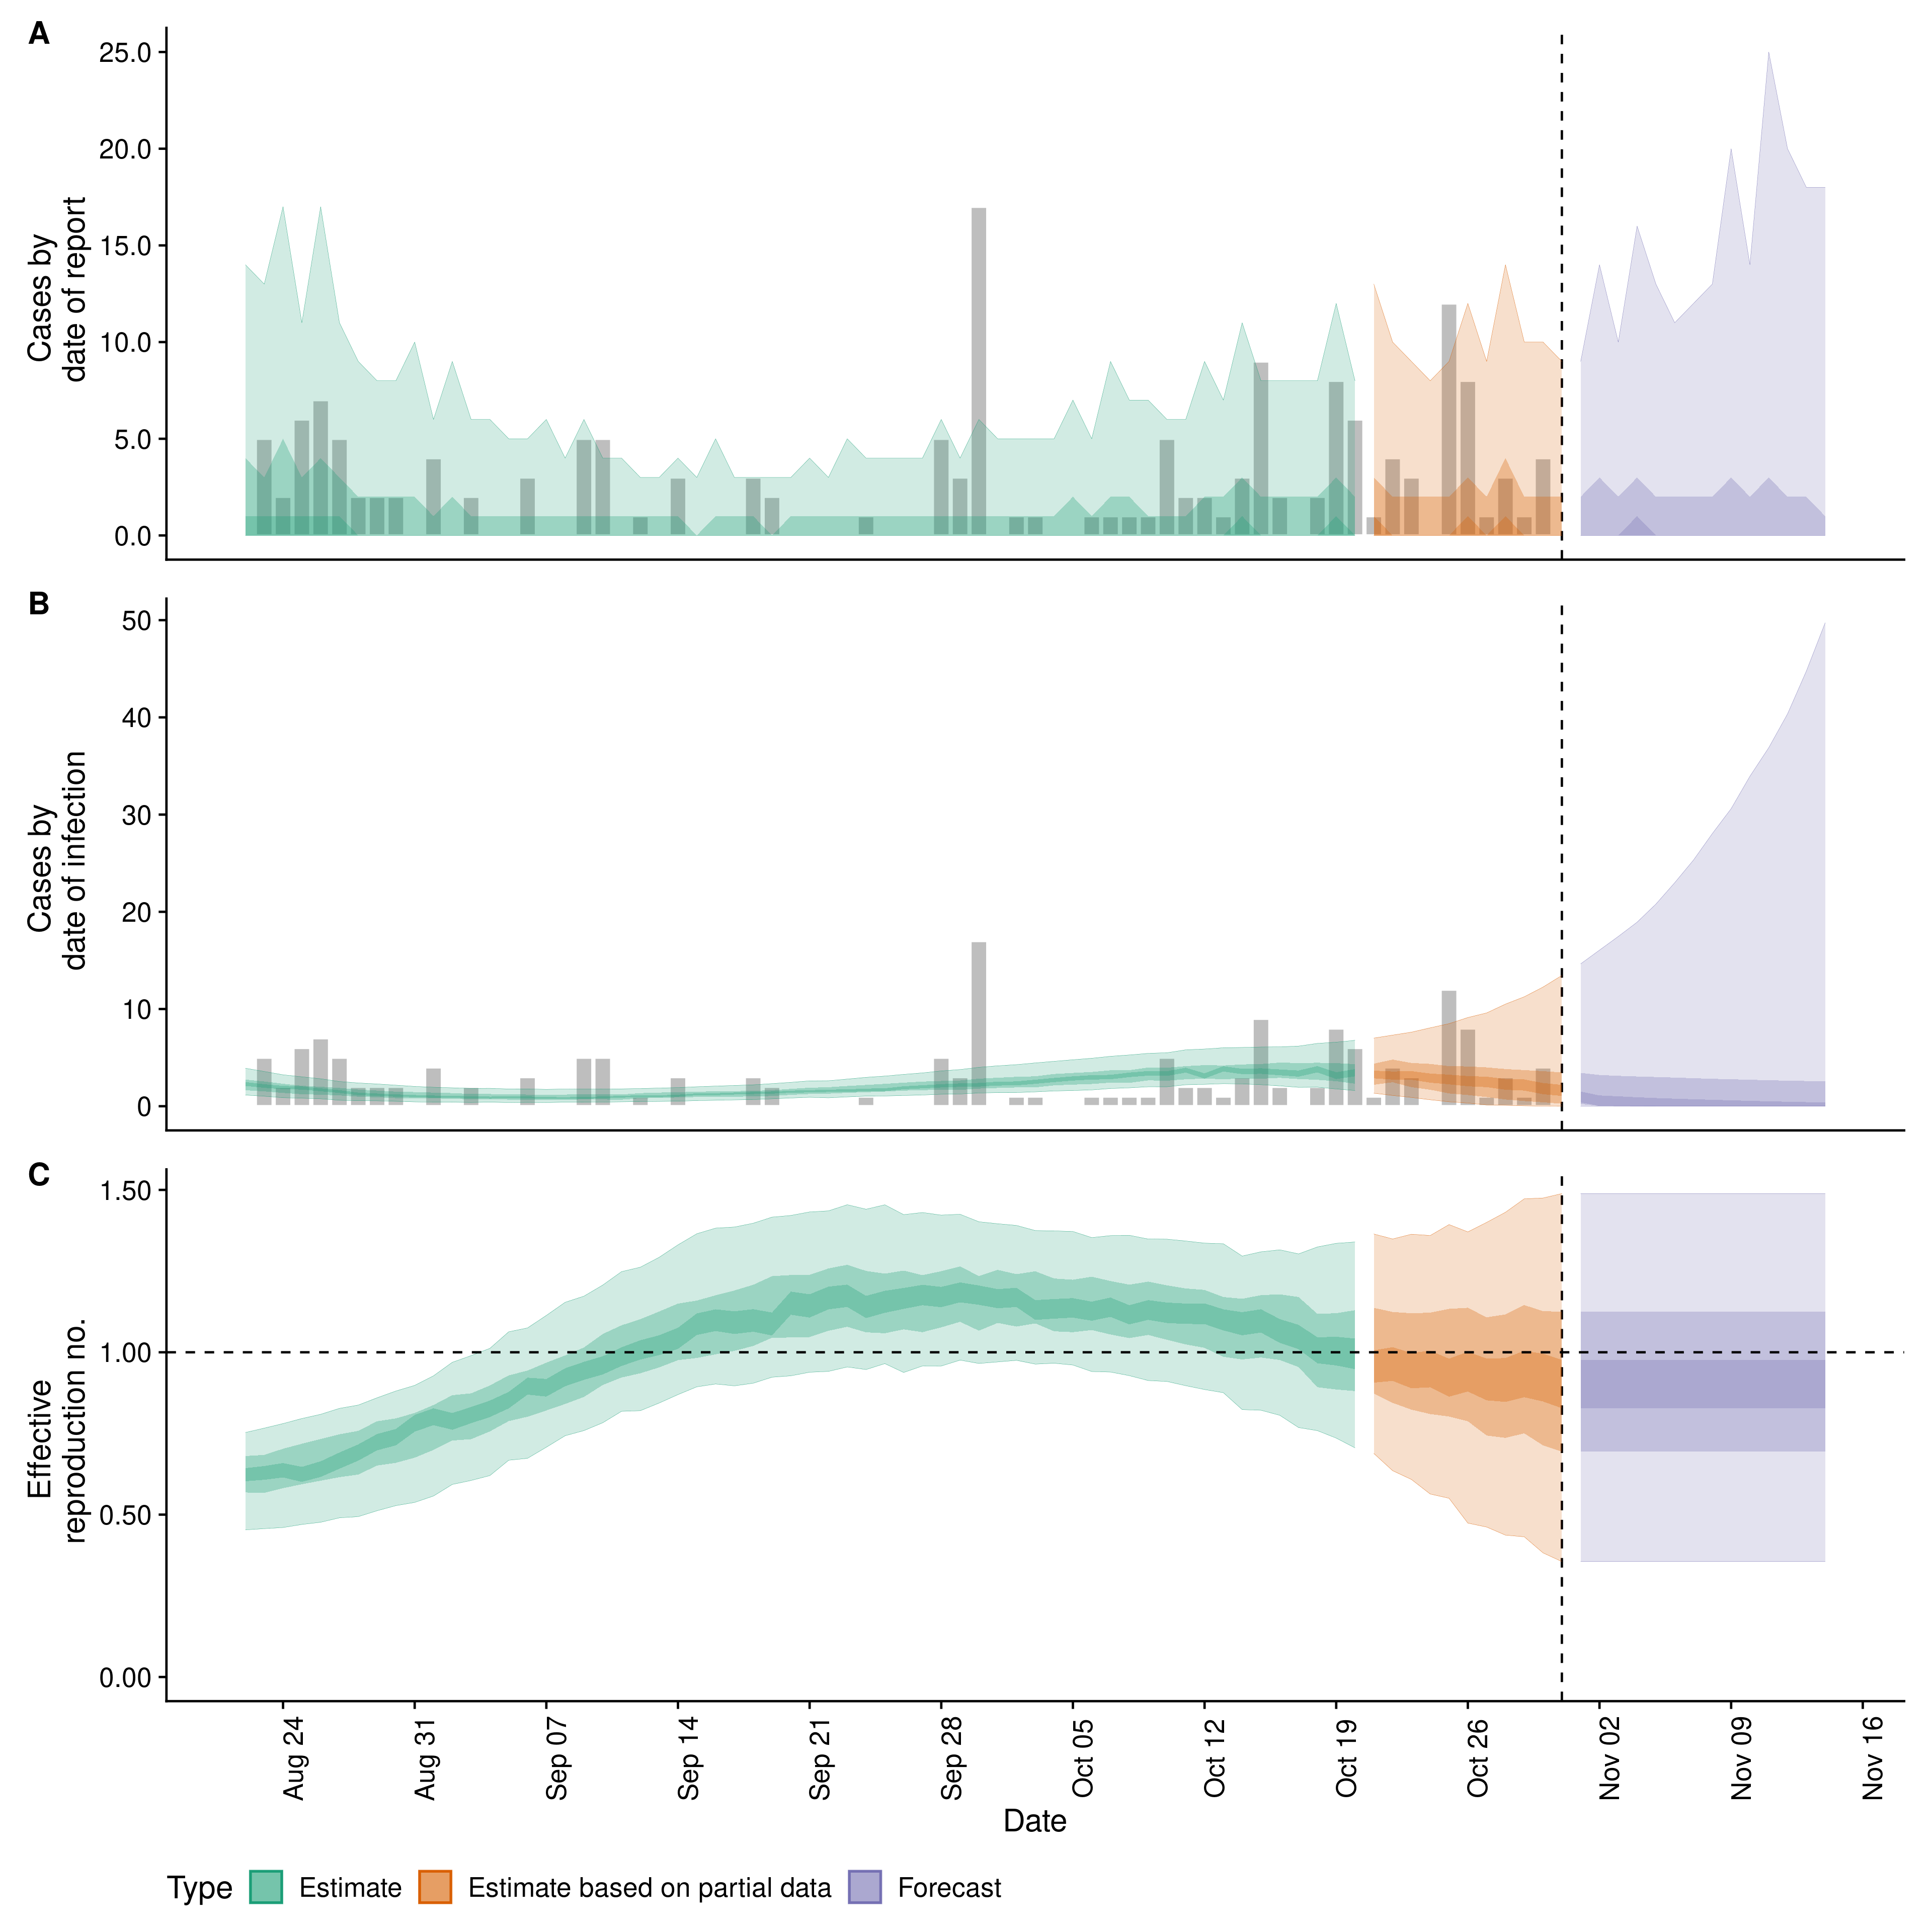 A
25.0
20.0
15.0
10.0
5.0
0.0
Cases by
date of report
B
50
40
30
20
10
0
Cases by
date of infection
C
1.50
1.00
0.50
0.00
Effective
reproduction no.
Aug 24
Aug 31
Sep 07
Sep 14
Sep 21
Sep 28
Oct 05
Oct 12
Oct 19
Oct 26
Nov 02
Nov 09
Nov 16
Date
Type Estimate Estimate based on partial data Forecast